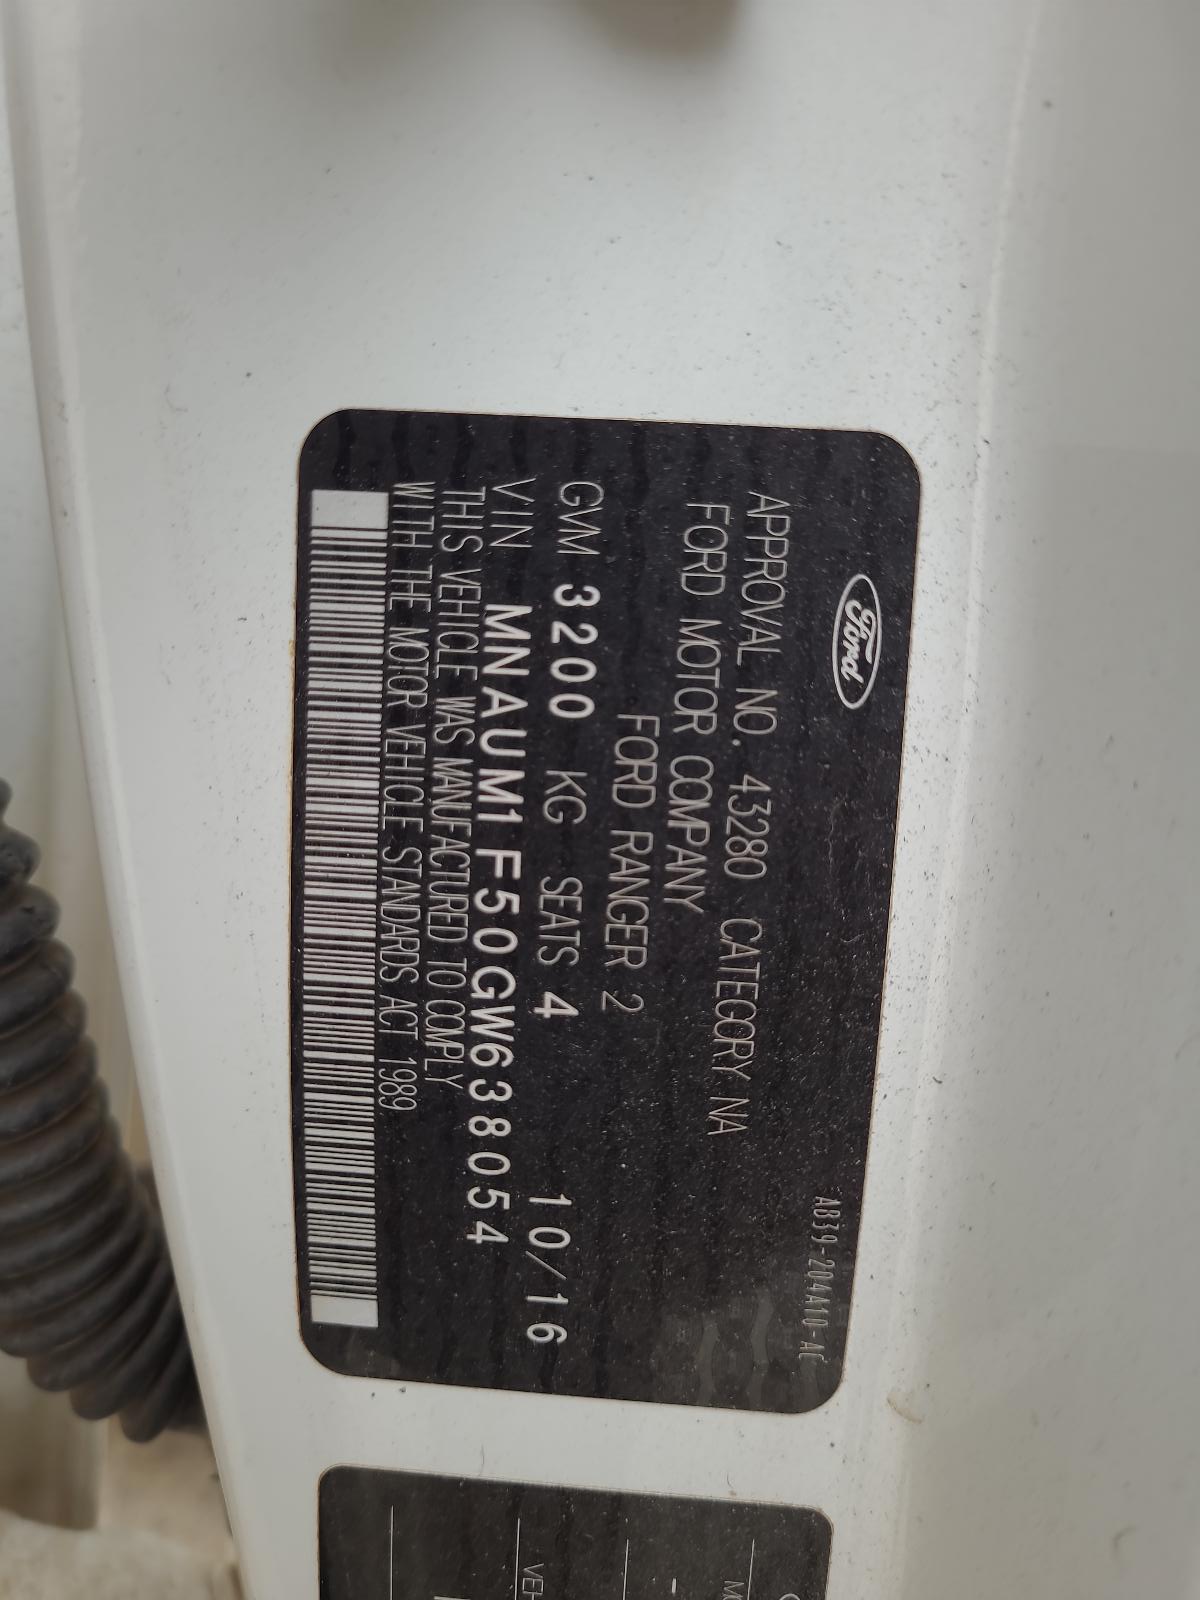 Ford
AB39-204A10-AC
APPROVAL NO. 43280 CATEGORY NA
FORD MOTOR COMPANY
FORD RANGER 2
GVM 3200 KG SEATS 4 10/16
VIN MNAUM1F50GW638054
THIS VEHICLE WAS MANUFACTURED TO COMPLY
WITH THE MOTOR VEHICLE STANDARDS ACT 1989